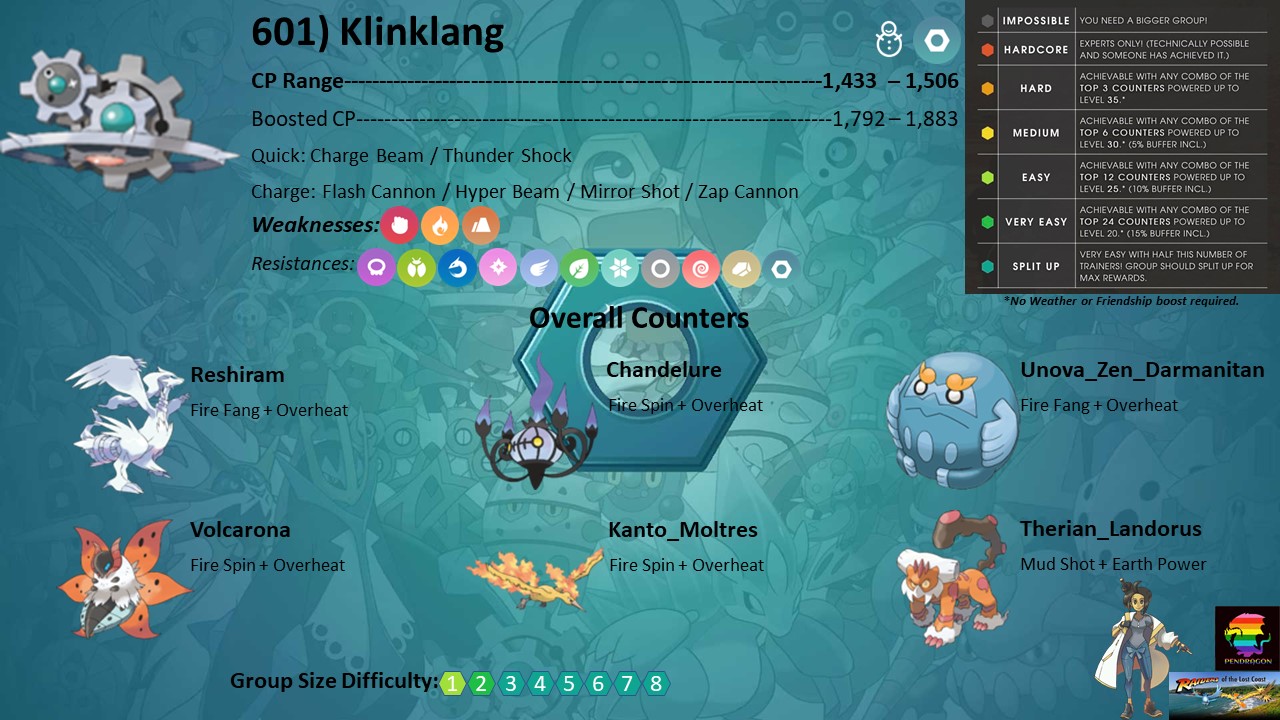 601) Klinklang
CP Range-----------------------------------------------------------------------1,433 – 1,506
Boosted CP---------------------------------------------------------------------1,792 – 1,883
Quick: Charge Beam / Thunder Shock
Charge: Flash Cannon / Hyper Beam / Mirror Shot / Zap Cannon
Weaknesses:
Resistances:
IMPOSSIBLE YOU NEED A BIGGER GROUP!
HARDCORE EXPERTS ONLY! (TECHNICALLY POSSIBLE
AND SOMEONE HAS ACHIEVED IT.)
HARD ACHIEVABLE WITH ANY COMBO OF THE
TOP 3 COUNTERS POWERED UP TO
LEVEL 35.*
MEDIUM ACHIEVABLE WITH ANY COMBO OF THE
TOP 6 COUNTERS POWERED UP TO
LEVEL 30.* (5% BUFFER INCL.)
EASY ACHIEVABLE WITH ANY COMBO OF THE
TOP 12 COUNTERS POWERED UP TO
LEVEL 25.* (10% BUFFER INCL.)
VERY EASY ACHIEVABLE WITH ANY COMBO OF THE
TOP 24 COUNTERS POWERED UP TO
LEVEL 20.* (15% BUFFER INCL.)
SPLIT UP VERY EASY WITH HALF THIS NUMBER OF
TRAINERS! GROUP SHOULD SPLIT UP FOR
MAX REWARDS.
*No Weather or Friendship boost required.
Overall Counters
Reshiram
Fire Fang + Overheat
Chandelure
Fire Spin + Overheat
Unova_Zen_Darmanitan
Fire Fang + Overheat
Volcarona
Fire Spin + Overheat
Kanto_Moltres
Fire Spin + Overheat
Therian_Landorus
Mud Shot + Earth Power
Group Size Difficulty: 1 2 3 4 5 6 7 8
PENDRAGON
RAIDERS of the Lost Coast